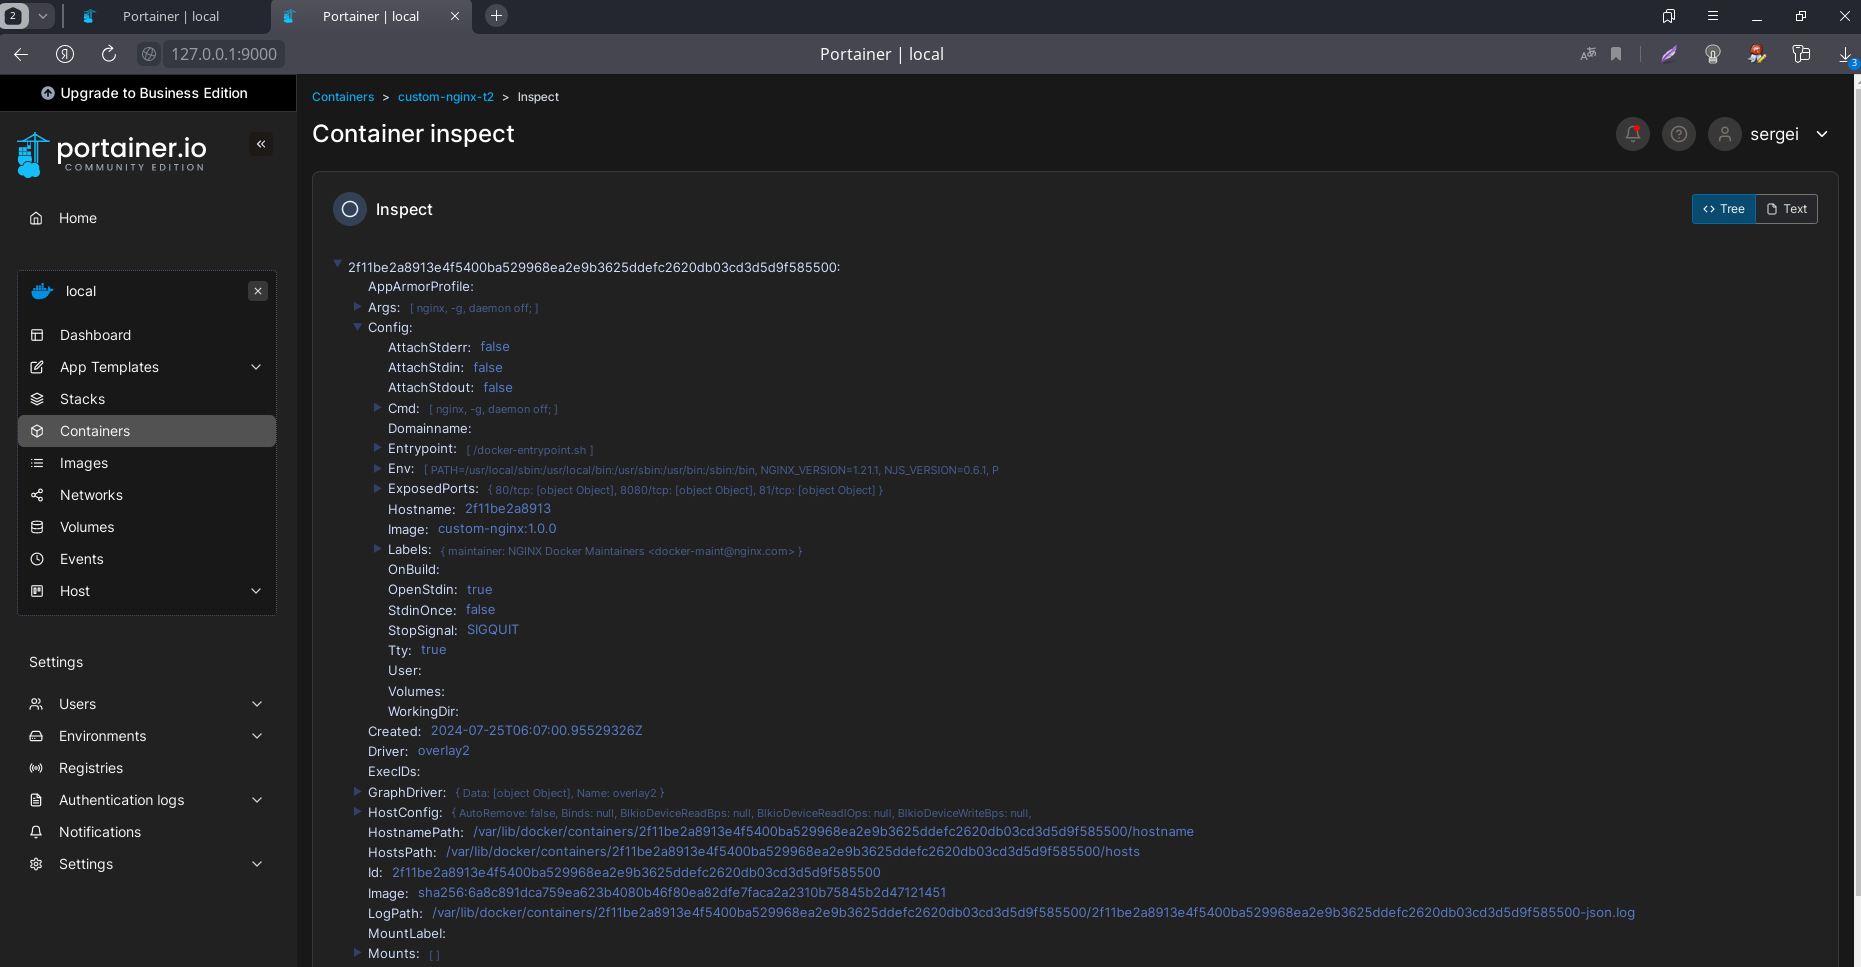 2
Portainer | local
Portainer | local
127.0.0.1:9000
Portainer | local
3
Upgrade to Business Edition
portainer.io
COMMUNITY EDITION
Home
local
Dashboard
App Templates
Stacks
Containers
Images
Networks
Volumes
Events
Host
Settings
Users
Environments
Registries
Authentication logs
Notifications
Settings
Containers > custom-nginx-t2 > Inspect
Container inspect
sergei
Inspect
Tree Text
2f11be2a8913e4f5400ba529968ea2e9b3625ddefc2620db03cd3d5d9f585500:
AppArmorProfile:
Args: [ nginx, -g, daemon off; ]
Config:
AttachStderr: false
AttachStdin: false
AttachStdout: false
Cmd: [ nginx, -g, daemon off; ]
Domainname:
Entrypoint: [ /docker-entrypoint.sh ]
Env: [ PATH=/usr/local/sbin:/usr/local/bin:/usr/sbin:/usr/bin:/sbin:/bin, NGINX_VERSION=1.21.1, NJS_VERSION=0.6.1, P
ExposedPorts: { 80/tcp: [object Object], 8080/tcp: [object Object], 81/tcp: [object Object] }
Hostname: 2f11be2a8913
Image: custom-nginx:1.0.0
Labels: { maintainer: NGINX Docker Maintainers <docker-maint@nginx.com> }
OnBuild:
OpenStdin: true
StdinOnce: false
StopSignal: SIGQUIT
Tty: true
User:
Volumes:
WorkingDir:
Created: 2024-07-25T06:07:00.95529326Z
Driver: overlay2
ExecIDs:
GraphDriver: { Data: [object Object], Name: overlay2 }
HostConfig: { AutoRemove: false, Binds: null, BlkioDeviceReadBps: null, BlkioDeviceReadIOps: null, BlkioDeviceWriteBps: null,
HostnamePath: /var/lib/docker/containers/2f11be2a8913e4f5400ba529968ea2e9b3625ddefc2620db03cd3d5d9f585500/hostname
HostsPath: /var/lib/docker/containers/2f11be2a8913e4f5400ba529968ea2e9b3625ddefc2620db03cd3d5d9f585500/hosts
Id: 2f11be2a8913e4f5400ba529968ea2e9b3625ddefc2620db03cd3d5d9f585500
Image: sha256:6a8c891dca759ea623b4080b46f80ea82dfe7faca2a2310b75845b2d47121451
LogPath: /var/lib/docker/containers/2f11be2a8913e4f5400ba529968ea2e9b3625ddefc2620db03cd3d5d9f585500/2f11be2a8913e4f5400ba529968ea2e9b3625ddefc2620db03cd3d5d9f585500-json.log
MountLabel:
Mounts: [ ]